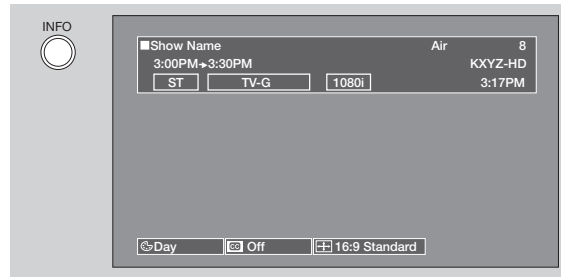 INFO
■Show Name Air 8
3:00PM→3:30PM KXYZ-HD
ST TV-G 1080i 3:17PM
Day CC Off 16:9 Standard